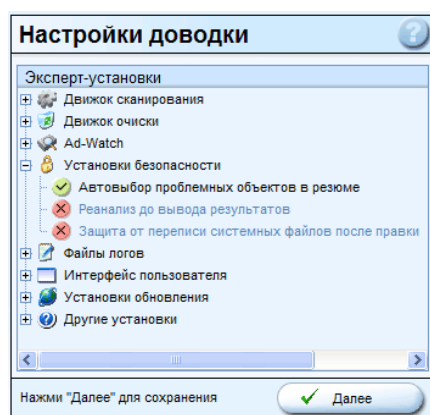 Настройки доводки
?
Эксперт-установки
Движок сканирования
Движок очиски
Ad-Watch
Установки безопасности
Автовыбор проблемных объектов в резюме
Реанализ до вывода результатов
Защита от переписи системных файлов после правки
Файлы логов
Интерфейс пользователя
Установки обновления
Другие установки
Нажми "Далее" для сохранения
Далее